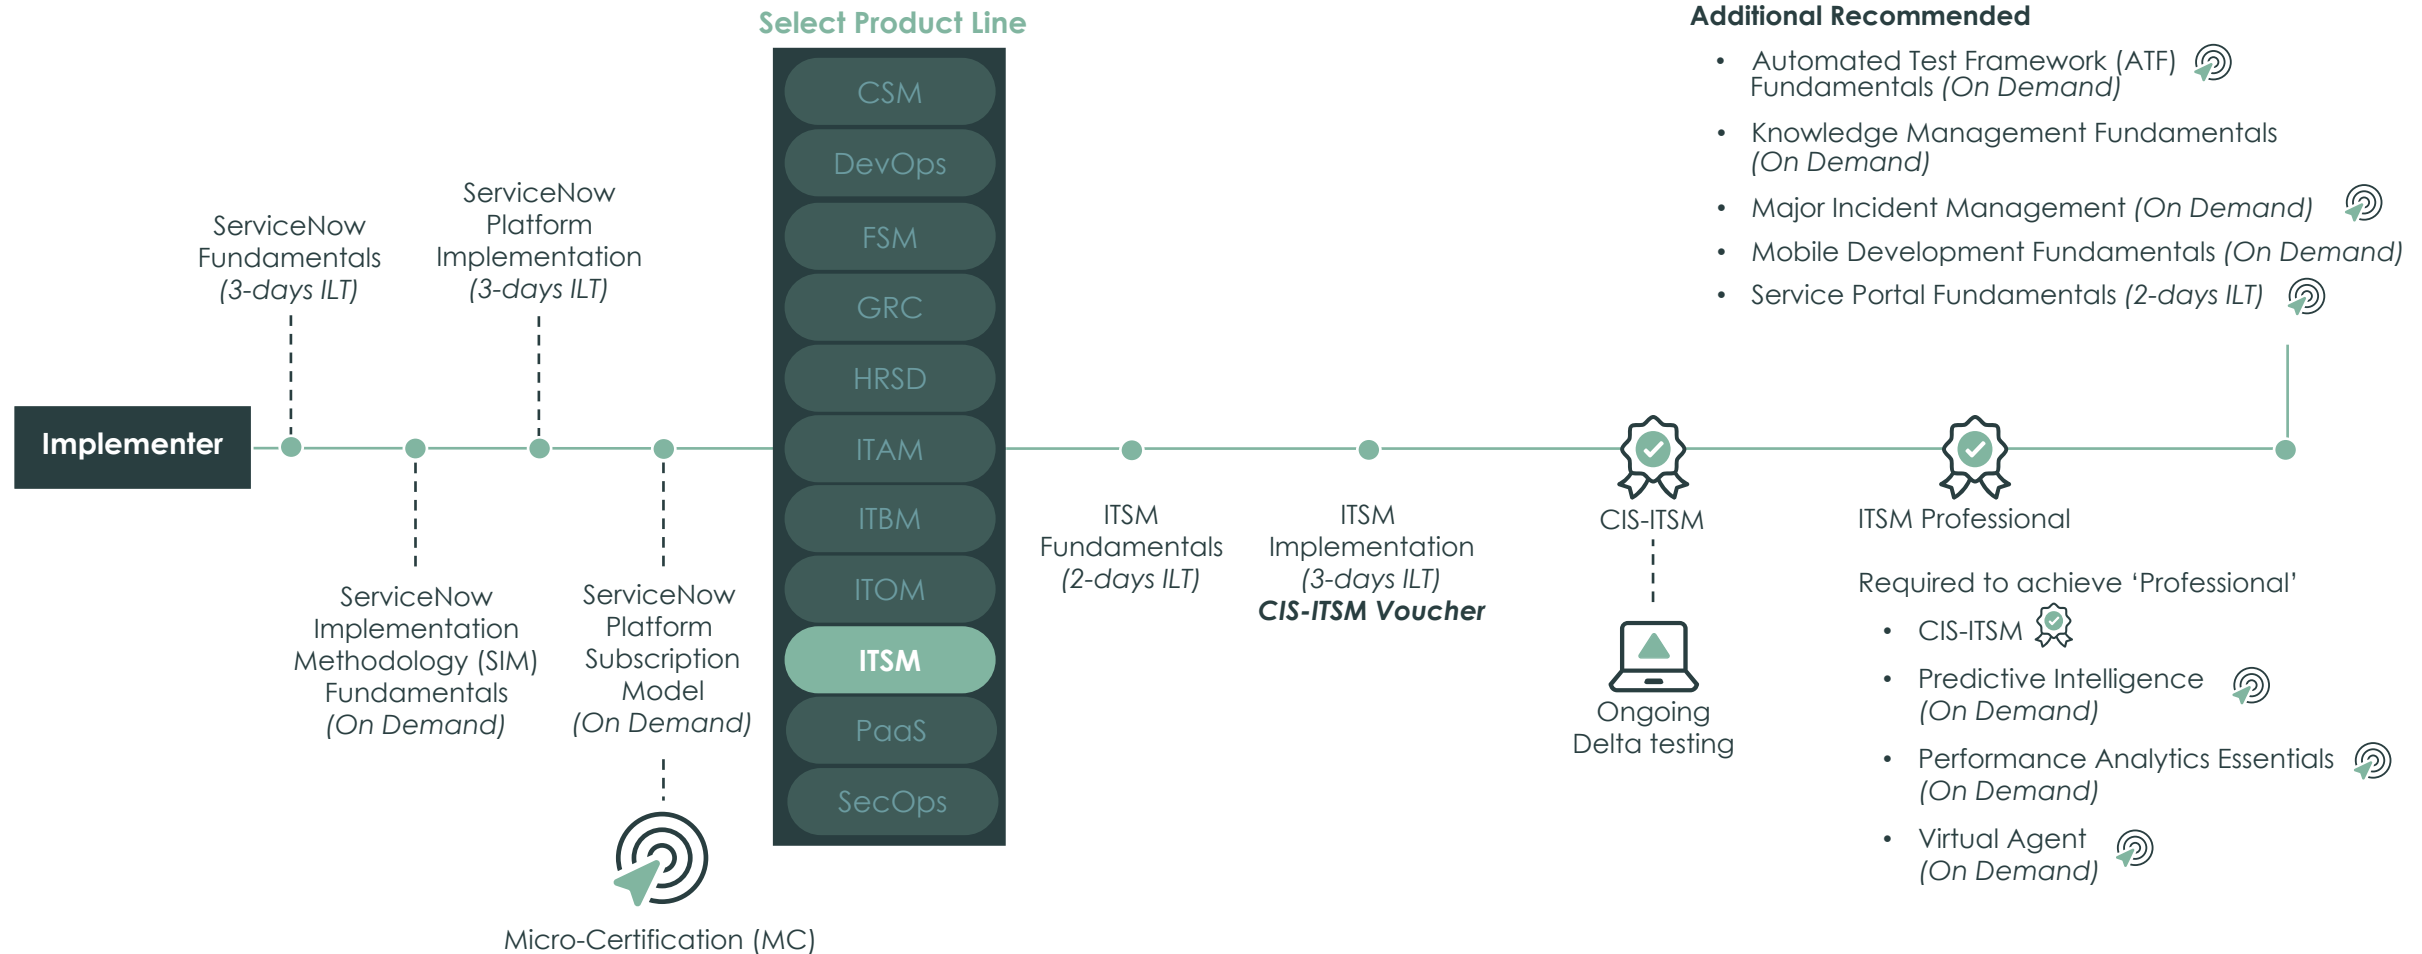 Implementer
ServiceNow
Fundamentals
(3-days ILT)
ServiceNow
Implementation
Methodology (SIM)
Fundamentals
(On Demand)
ServiceNow
Platform
Implementation
(3-days ILT)
ServiceNow
Platform
Subscription
Model
(On Demand)
Micro-Certification (MC)
Select Product Line
CSM
DevOps
FSM
GRC
HRSD
ITAM
ITBM
ITOM
ITSM
PaaS
SecOps
ITSM
Fundamentals
(2-days ILT)
ITSM
Implementation
(3-days ILT)
CIS-ITSM Voucher
CIS-ITSM
Ongoing
Delta testing
ITSM Professional
Required to achieve ‘Professional’
• CIS-ITSM
• Predictive Intelligence
(On Demand)
• Performance Analytics Essentials
(On Demand)
• Virtual Agent
(On Demand)
Additional Recommended
• Automated Test Framework (ATF)
Fundamentals (On Demand)
• Knowledge Management Fundamentals
(On Demand)
• Major Incident Management (On Demand)
• Mobile Development Fundamentals (On Demand)
• Service Portal Fundamentals (2-days ILT)